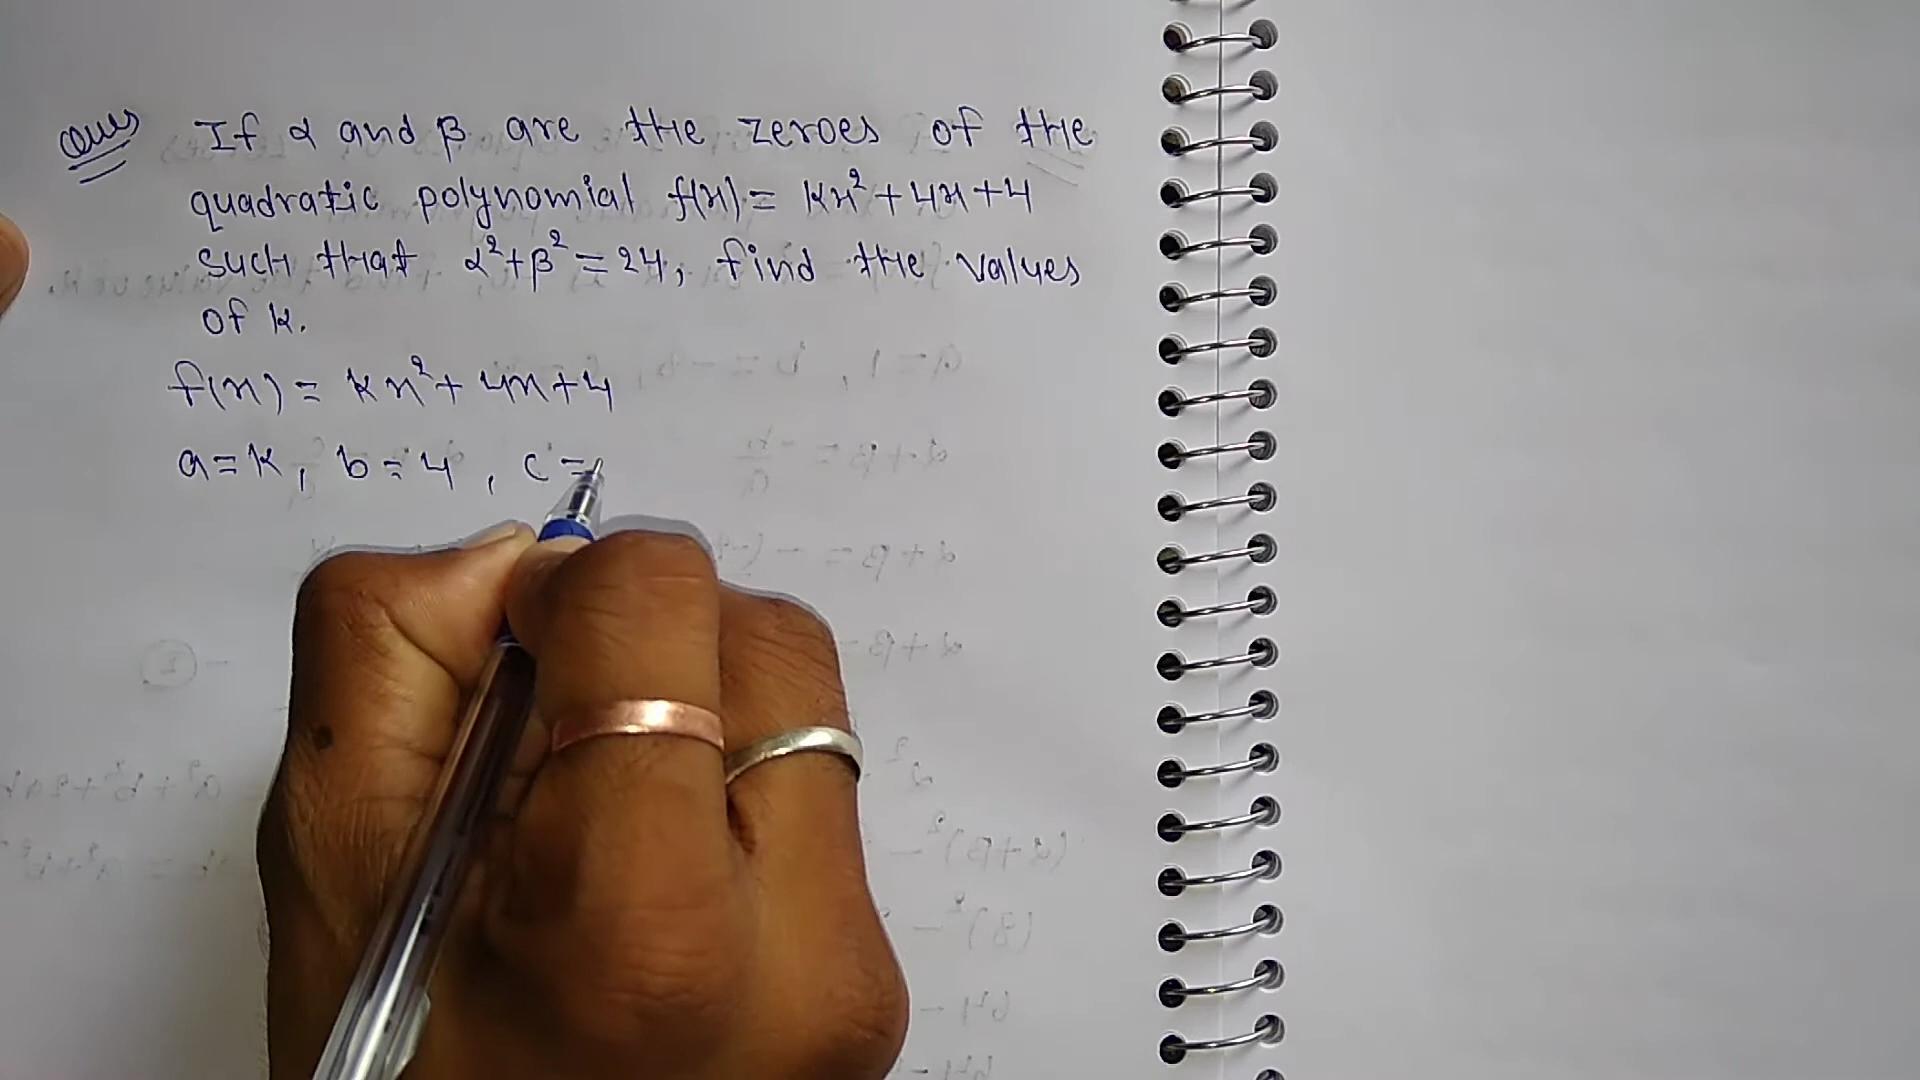 Ques If α and β are the zeroes of the
quadratic polynomial f(x) = kx²+4x+4
such that α²+β²=24, find the values
of k.
f(x) = kx²+4x+4
a=k, b=4, c=